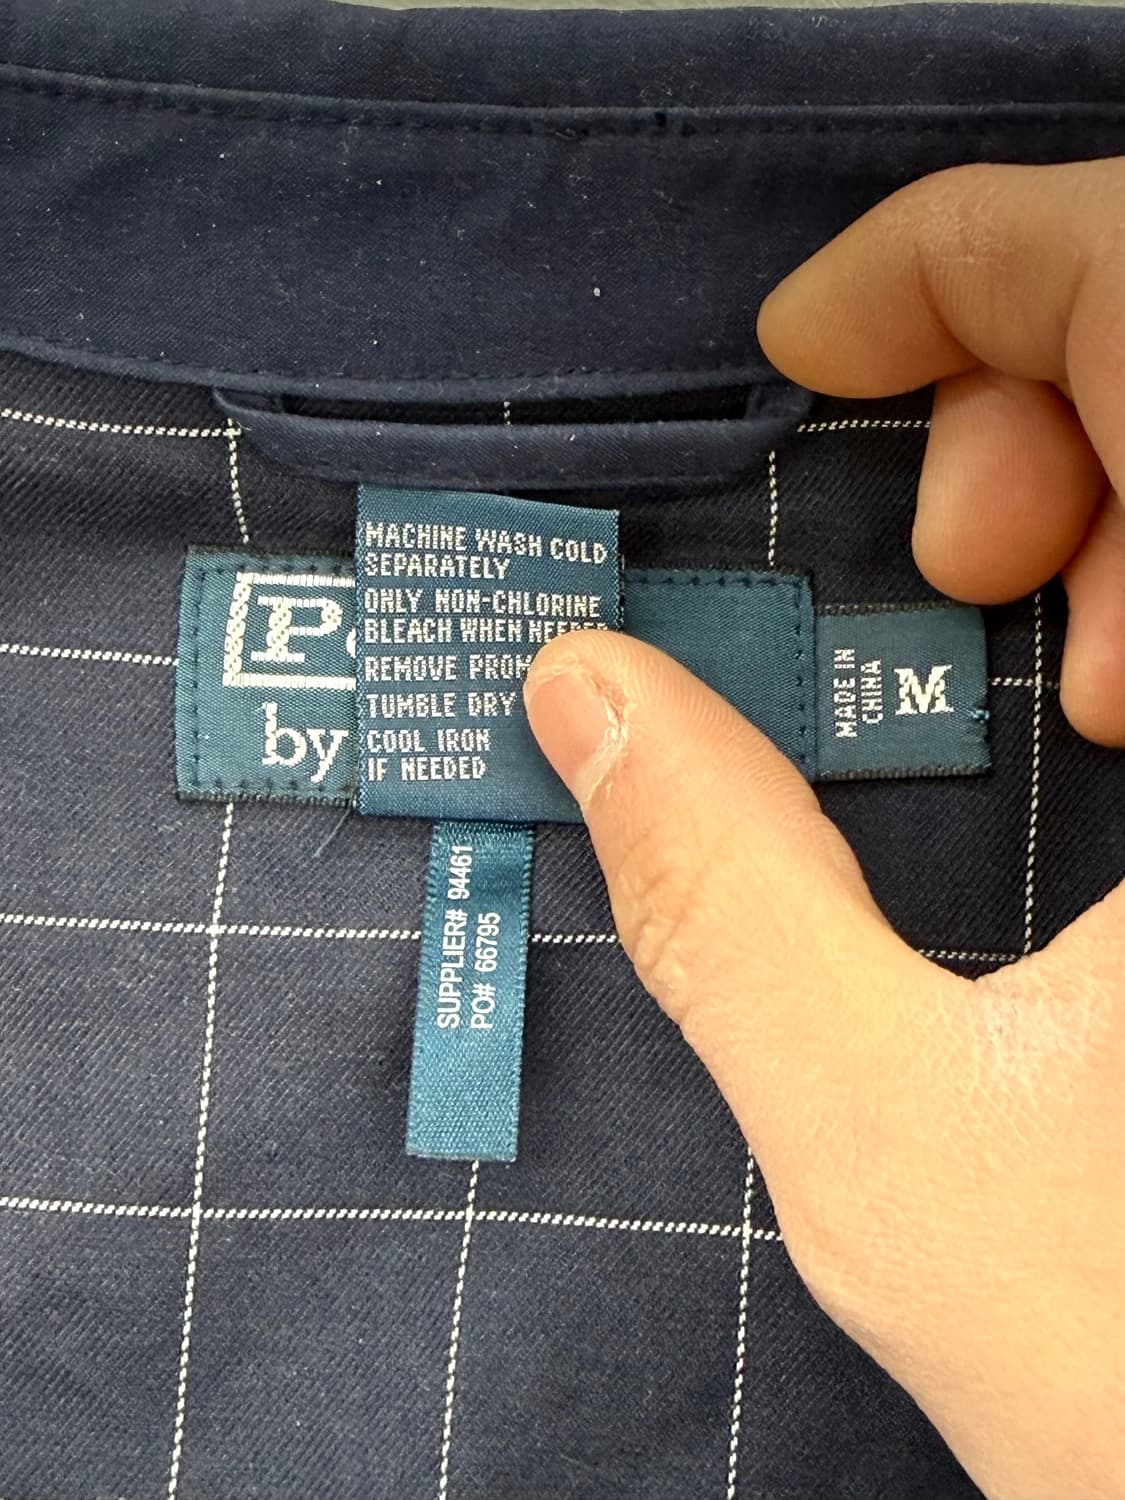 MACHINE WASH COLD
SEPARATELY
ONLY NON-CHLORINE
BLEACH WHEN
REMOVE
TUMBLE DRY
COOL IRON
IF NEEDED
by
MADE IN
CHINA
M
SUPPLIER# 94461
PO# 66795